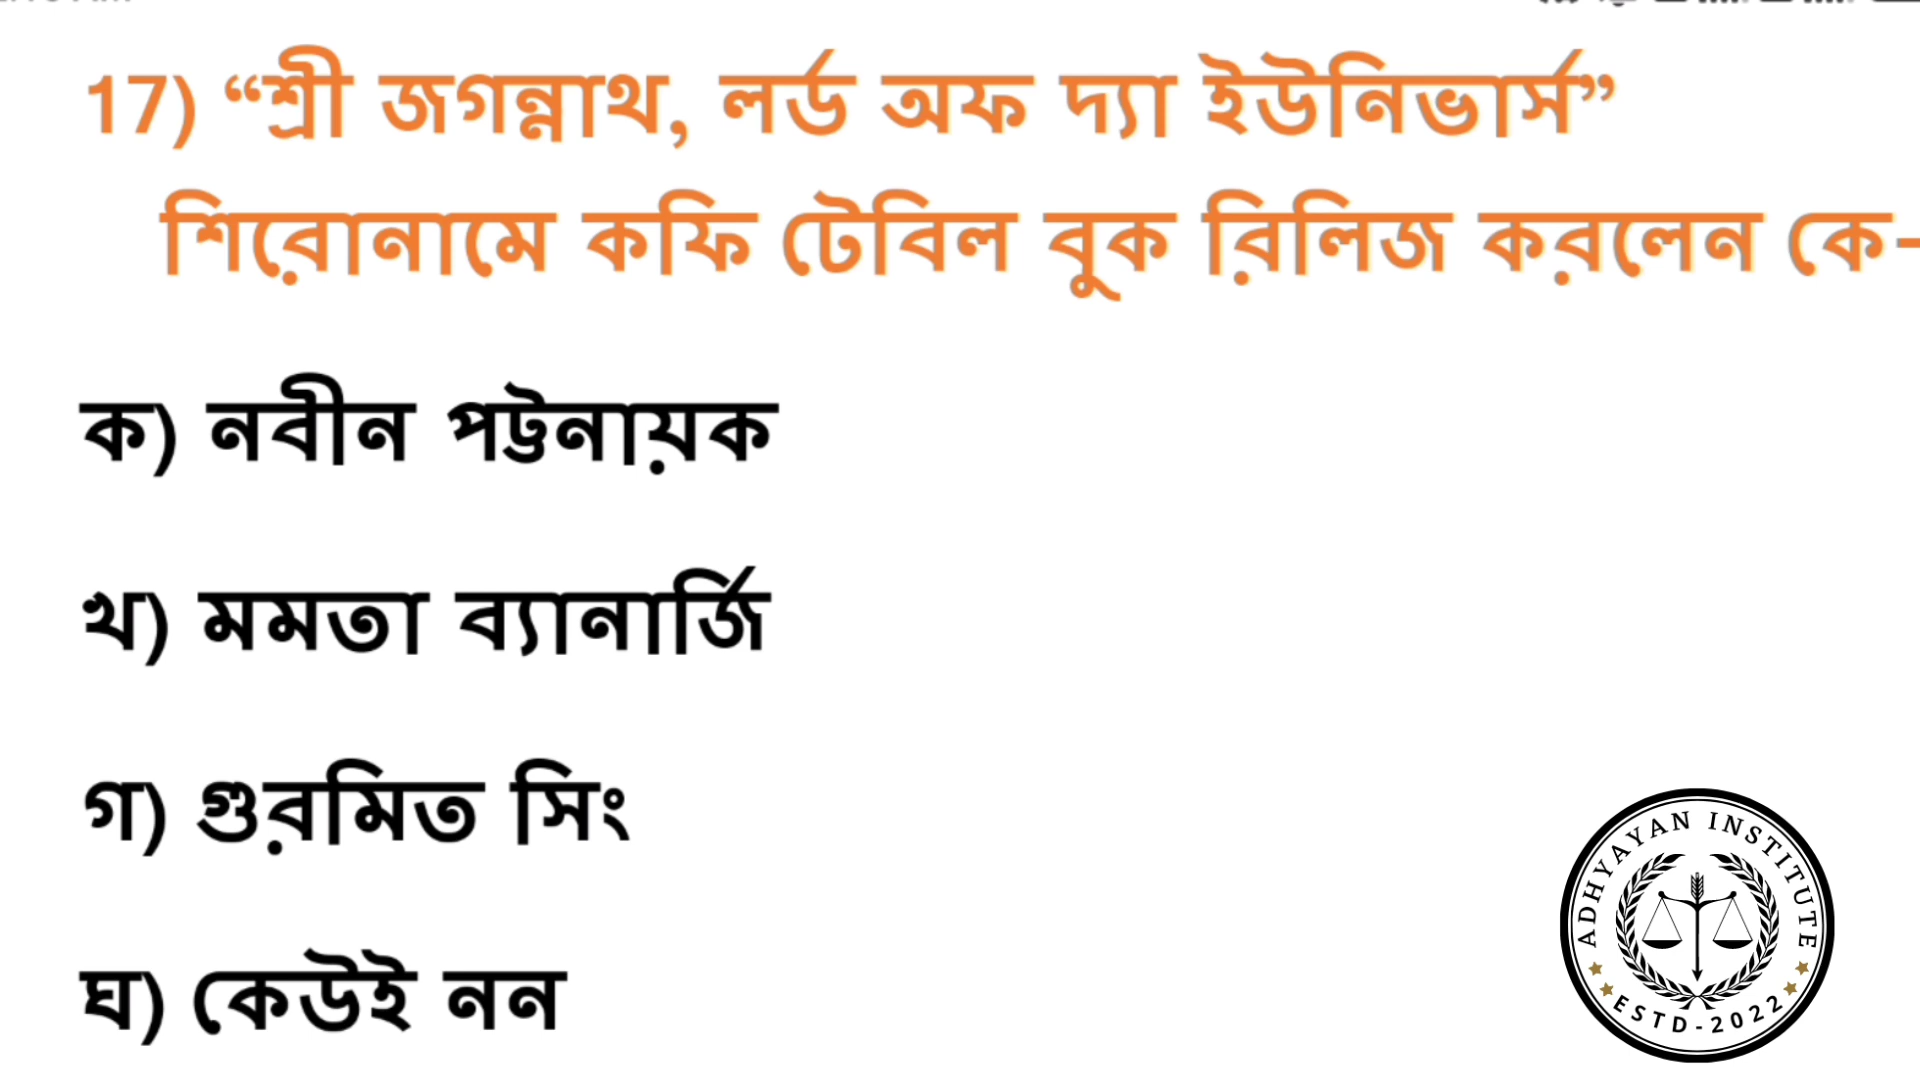 17) “শ্রী জগন্নাথ, লর্ড অফ দ্যা ইউনিভার্স”
শিরোনামে কফি টেবিল বুক রিলিজ করলেন কে-
ক) নবীন পট্টনায়ক
খ) মমতা ব্যানার্জি
গ) গুরমিত সিং
ঘ) কেউই নন
ADHYAYAN INSTITUTE
ESTD-2022